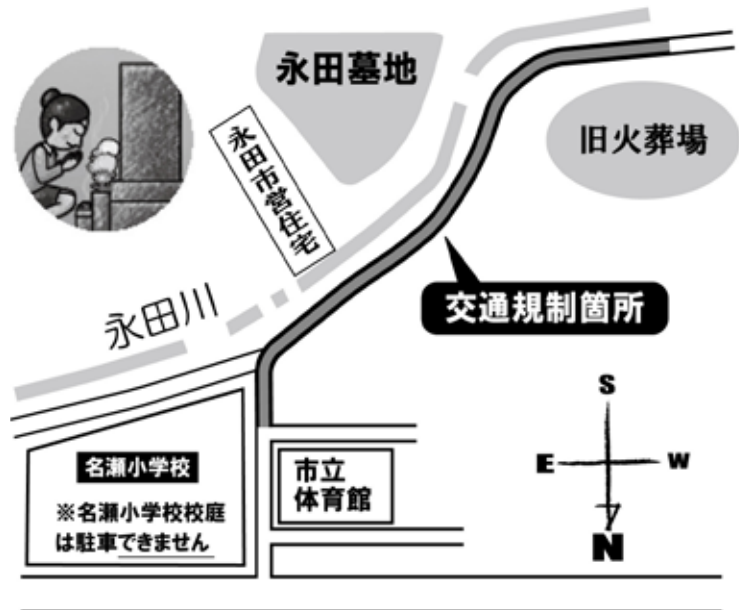 永田墓地
旧火葬場
永田市営住宅
永田川
交通規制箇所
名瀬小学校
※名瀬小学校校庭
は駐車できません
市立
体育館
S
E
W
N